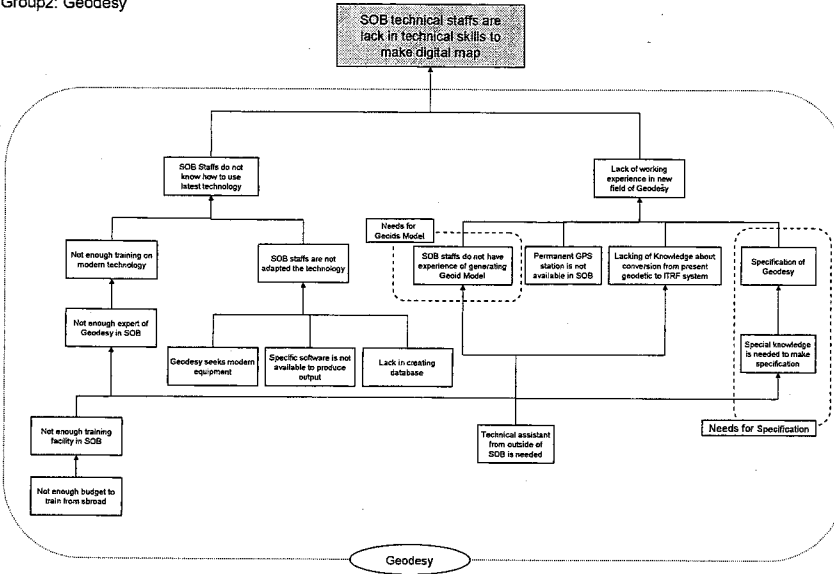 Group2: Geodesy
SOB technical staffs are
lack in technical skills to
make digital map
SOB Staffs do not
know how to use
latest technology
Lack of working
experience in new
field of Geodesy
Needs for
Geoids Model
Not enough training on
modern technology
SOB staffs are not
adapted the technology
SOB staffs do not have
experience of generating
Geoid Model
Permanent GPS
station is not
available in SOB
Lacking of Knowledge about
conversion from present
geodetic to ITRF system
Specification of
Geodesy
Not enough expert of
Geodesy in SOB
Geodesy seeks modern
equipment
Specific software is not
available to produce
output
Lack in creating
database
Special knowledge
is needed to make
specification
Not enough training
facility in SOB
Technical assistant
from outside of
SOB is needed
Needs for Specification
Not enough budget to
train from abroad
Geodesy